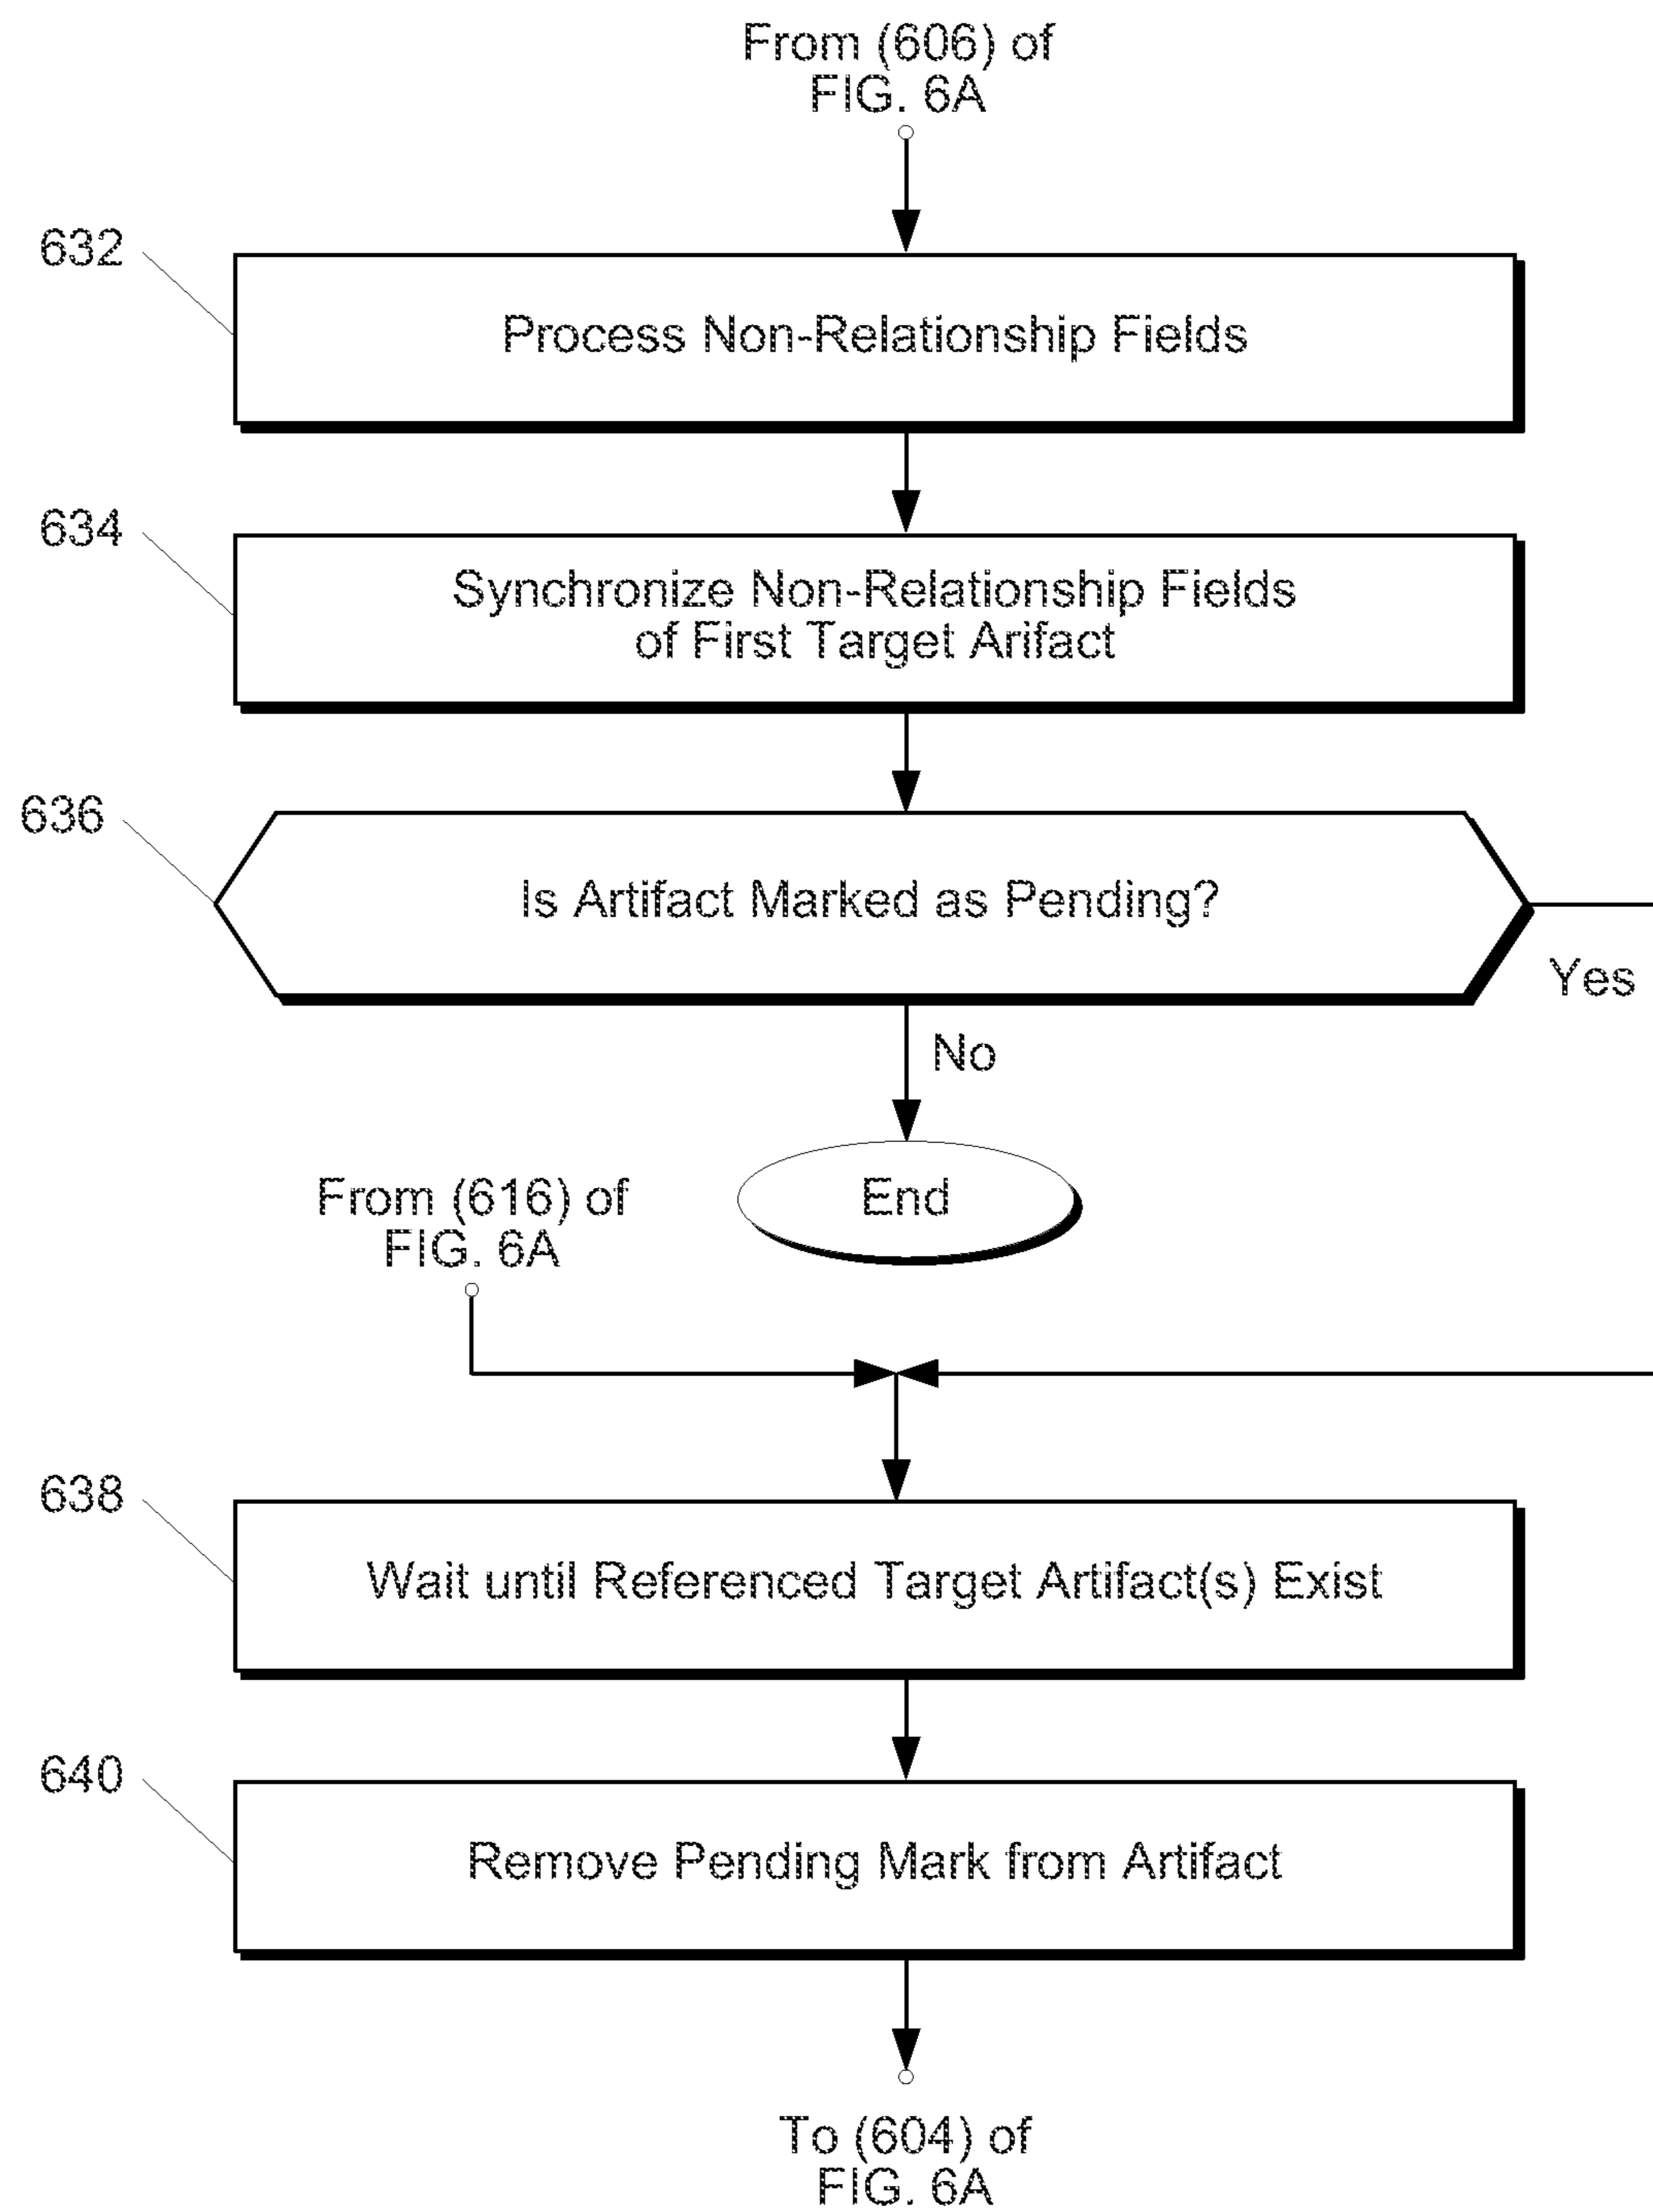 From (606) of
FIG. 6A
632
Process Non-Relationship Fields
634
Synchronize Non-Relationship Fields
of First Target Arifact
636
Is Artifact Marked as Pending?
Yes
No
End
From (616) of
FIG. 6A
638
Wait until Referenced Target Artifact(s) Exist
640
Remove Pending Mark from Artifact
To (604) of
FIG. 6A